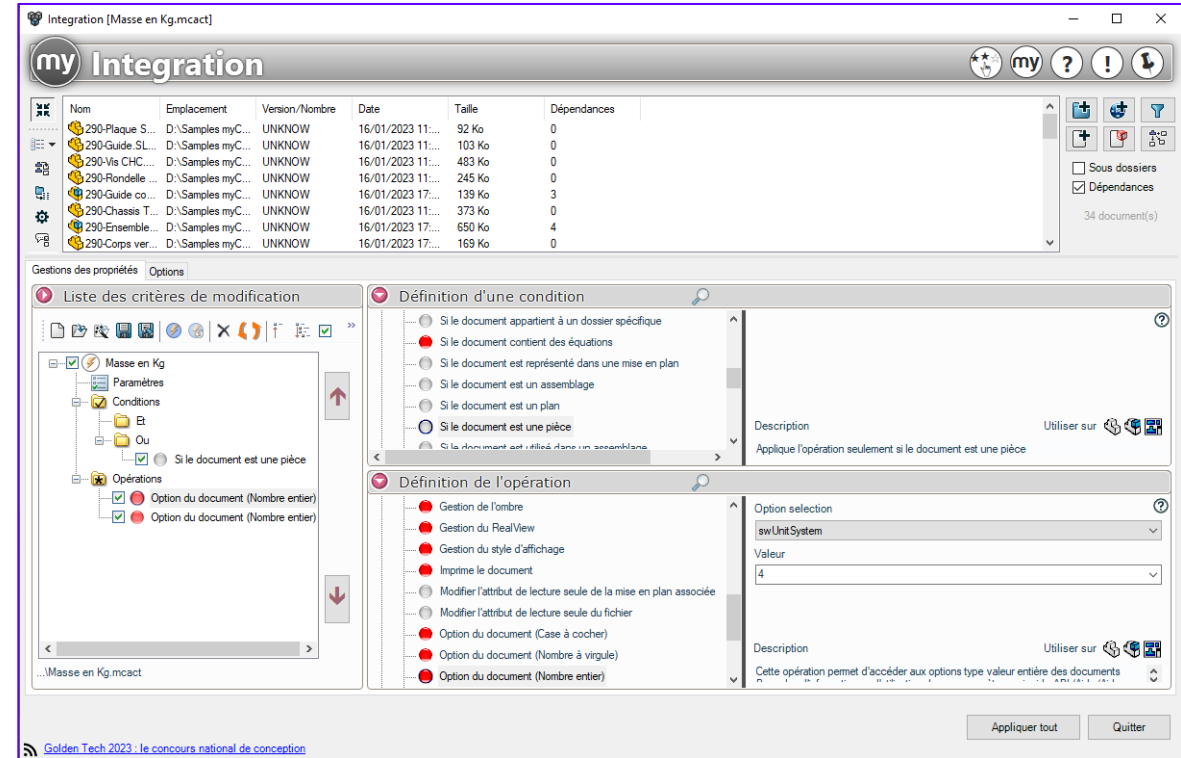 Integration [Masse en Kg.mcact]
my Integration
my ? !
Nom Emplacement Version/Nombre Date Taille Dépendances
290-Plaque S... D:\Samples myC... UNKNOW 16/01/2023 11:... 92 Ko 0
290-Guide.SL... D:\Samples myC... UNKNOW 16/01/2023 11:... 103 Ko 0
290-Vis CHC.... D:\Samples myC... UNKNOW 16/01/2023 11:... 483 Ko 0
290-Rondelle ... D:\Samples myC... UNKNOW 16/01/2023 11:... 245 Ko 0
290-Guide co... D:\Samples myC... UNKNOW 16/01/2023 17:... 139 Ko 3
290-Chassis T... D:\Samples myC... UNKNOW 16/01/2023 11:... 373 Ko 0
290-Ensemble... D:\Samples myC... UNKNOW 16/01/2023 17:... 650 Ko 4
290-Corps ver... D:\Samples myC... UNKNOW 16/01/2023 17:... 169 Ko 0
Sous dossiers
Dépendances
34 document(s)
Gestions des propriétés Options
Liste des critères de modification
Masse en Kg
Paramètres
Conditions
Et
Ou
Si le document est une pièce
Opérations
Option du document (Nombre entier)
Option du document (Nombre entier)
...\Masse en Kg.mcact
Définition d'une condition
Si le document appartient à un dossier spécifique
Si le document contient des équations
Si le document est représenté dans une mise en plan
Si le document est un assemblage
Si le document est un plan
Si le document est une pièce
Si le document est utilisé dans un assemblage
?
Description Utiliser sur
Applique l'opération seulement si le document est une pièce
Définition de l'opération
Gestion de l'ombre
Gestion du RealView
Gestion du style d'affichage
Imprime le document
Modifier l'attribut de lecture seule de la mise en plan associée
Modifier l'attribut de lecture seule du fichier
Option du document (Case à cocher)
Option du document (Nombre à virgule)
Option du document (Nombre entier)
Option selection ?
swUnitSystem
Valeur
4
Description Utiliser sur
Cette opération permet d'accéder aux options type valeur entière des documents
Appliquer tout Quitter
Golden Tech 2023 : le concours national de conception